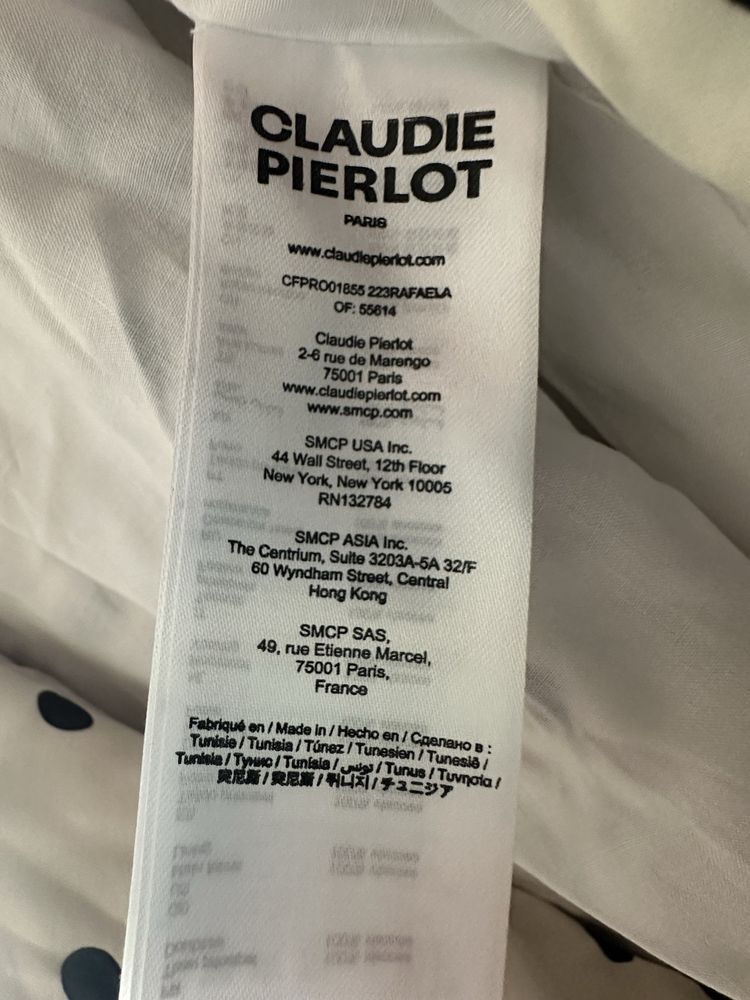 CLAUDIE
PIERLOT
PARIS
www.claudiepierlot.com
CFPRO01855 223RAFAELA
OF: 55614
Claudie Pierlot
2-6 rue de Marengo
75001 Paris
www.claudiepierlot.com
www.smcp.com
SMCP USA Inc.
44 Wall Street, 12th Floor
New York, New York 10005
RN132784
SMCP ASIA Inc.
The Centrium, Suite 3203A-5A 32/F
60 Wyndham Street, Central
Hong Kong
SMCP SAS,
49, rue Etienne Marcel,
75001 Paris,
France
Fabriqué en / Made in / Hecho en / Сделано в :
Tunisie / Tunisia / Túnez / Tunesien / Tunesië /
Tunisia / Тунис / Tunísia / تونس / Tunus / Τυνησία /
突尼斯 / 突尼斯 / 튀니지 / チュニジア